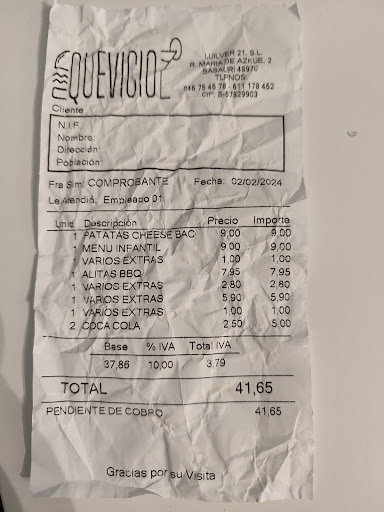 QUEVICIO
LUILVER 21, S.L.
R. MARIA DE AZKUE, 2
BASAURI 48970
TLFNOS:
946 75 45 78 - 611 178 462
CIF: B-67829903
Cliente
N.I.F.:
Nombre:
Dirección:
Población:
Fra Sim: COMPROBANTE Fecha: 02/02/2024
Le Atendió: Empleado 01
Unid Descripción Precio Importe
1 PATATAS CHEESE BAC 9,00 9,00
1 MENU INFANTIL 9,00 9,00
1 VARIOS EXTRAS 1,00 1,00
1 ALITAS BBQ 7,95 7,95
1 VARIOS EXTRAS 2,80 2,80
1 VARIOS EXTRAS 5,90 5,90
1 VARIOS EXTRAS 1,00 1,00
2 COCA COLA 2,50 5,00
Base % IVA Total IVA
37,86 10,00 3,79
TOTAL 41,65
PENDIENTE DE COBRO 41,65
Gracias por su Visita